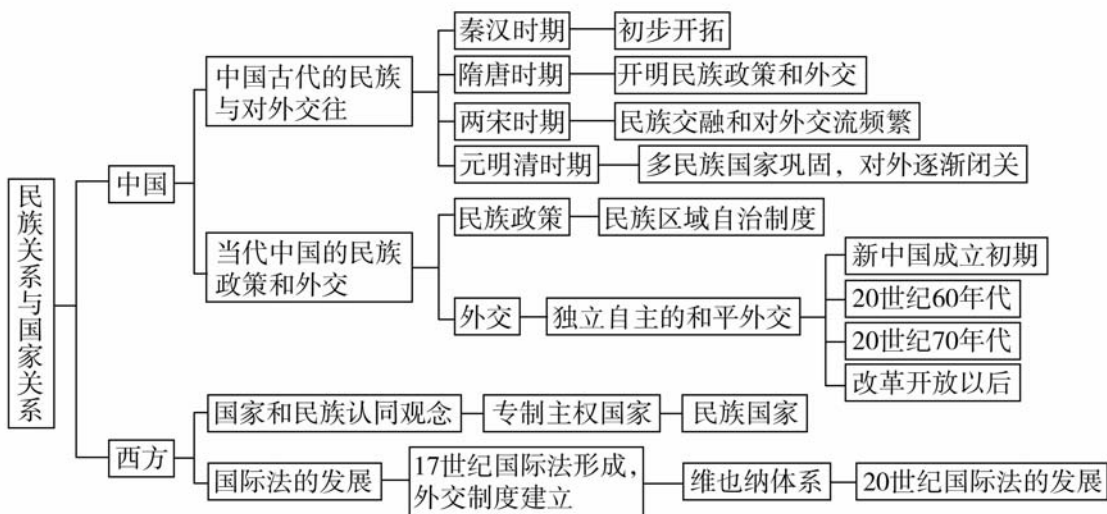 民族关系与国家关系
中国
中国古代的民族
与对外交往
秦汉时期
初步开拓
隋唐时期
开明民族政策和外交
两宋时期
民族交融和对外交流频繁
元明清时期
多民族国家巩固，对外逐渐闭关
当代中国的民族
政策和外交
民族政策
民族区域自治制度
外交
独立自主的和平外交
新中国成立初期
20世纪60年代
20世纪70年代
改革开放以后
西方
国家和民族认同观念
专制主权国家
民族国家
国际法的发展
17世纪国际法形成，
外交制度建立
维也纳体系
20世纪国际法的发展